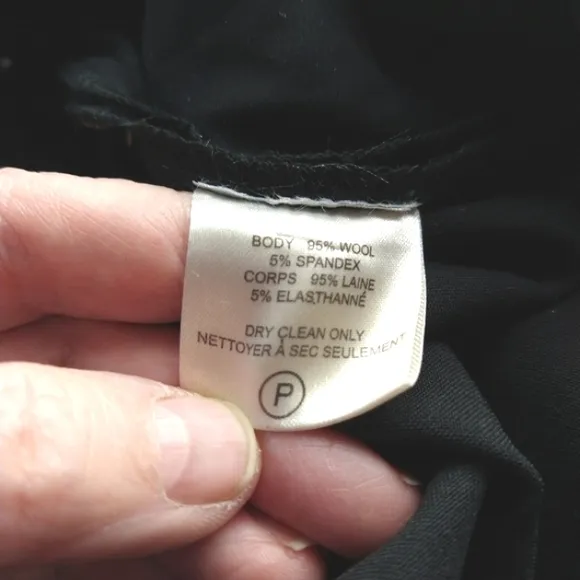 BODY 95% WOOL
5% SPANDEX
CORPS 95% LAINE
5% ELASTHANNÉ
DRY CLEAN ONLY
NETTOYER À SEC SEULEMENT
P